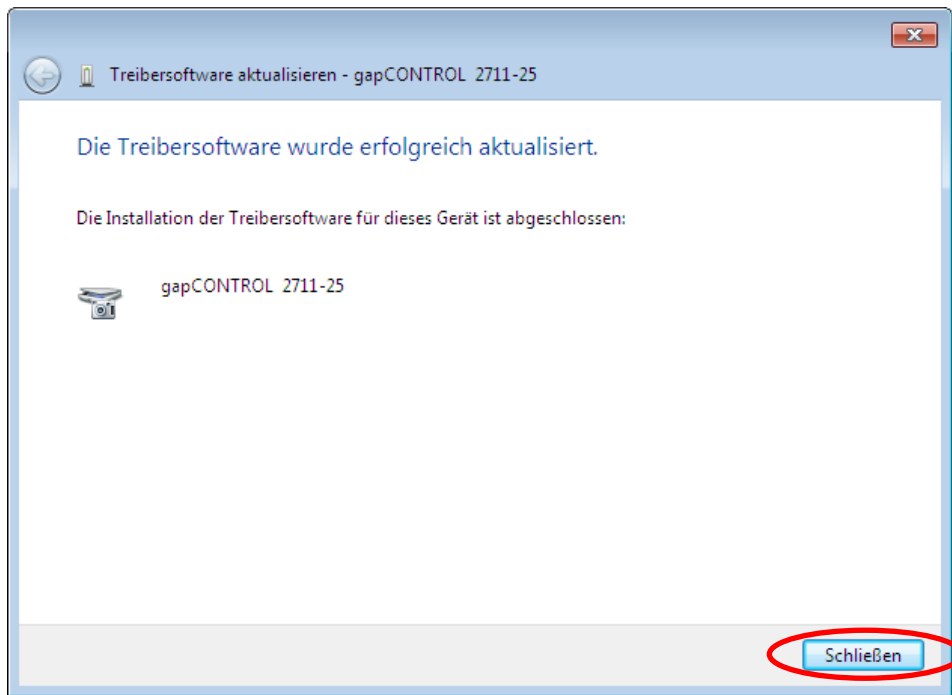 Treibersoftware aktualisieren - gapCONTROL 2711-25
Die Treibersoftware wurde erfolgreich aktualisiert.
Die Installation der Treibersoftware für dieses Gerät ist abgeschlossen:
gapCONTROL 2711-25
Schließen